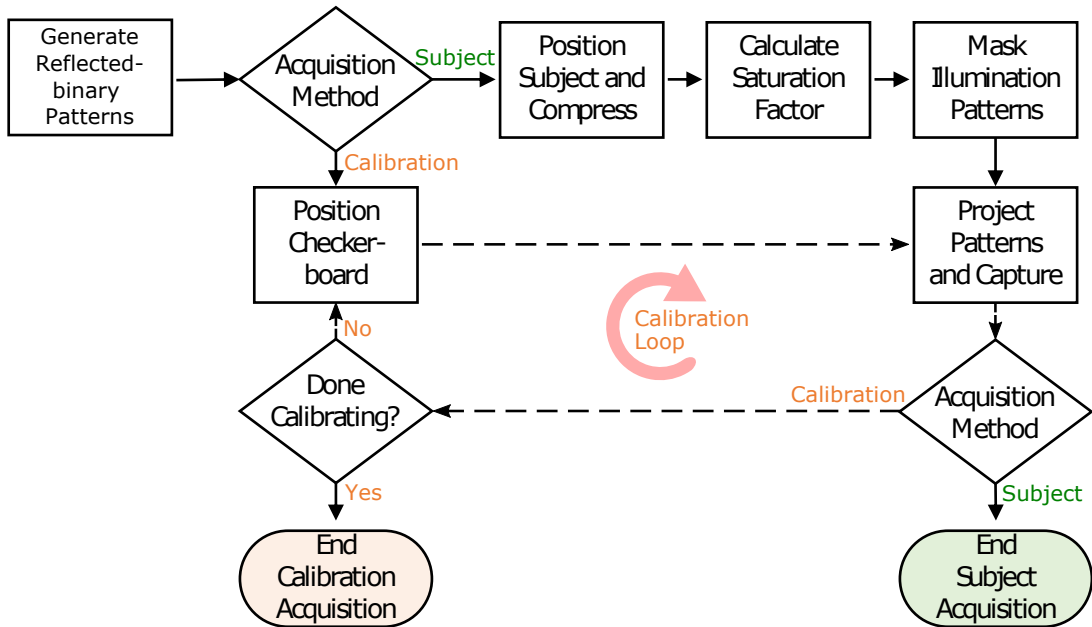 Generate
Reflected-
binary
Patterns
Acquisition
Method
Subject
Position
Subject and
Compress
Calculate
Saturation
Factor
Mask
Illumination
Patterns
Calibration
Position
Checker-
board
Project
Patterns
and Capture
Calibration
Loop
No
Done
Calibrating?
Calibration
Acquisition
Method
Yes
Subject
End
Calibration
Acquisition
End
Subject
Acquisition